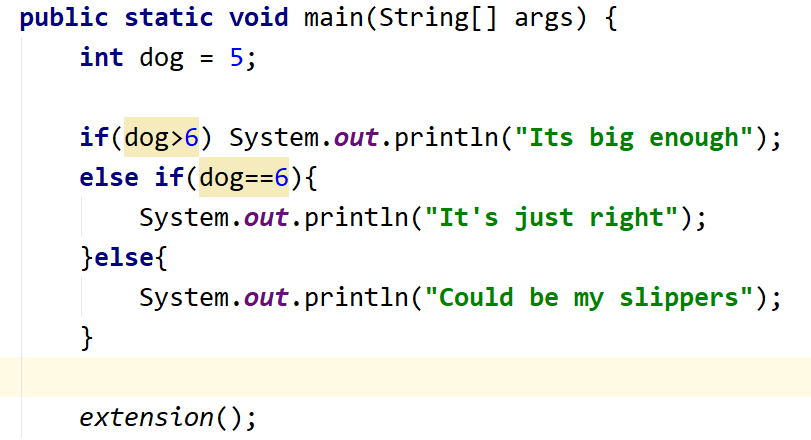 public static void main(String[] args) {
int dog = 5;
if(dog>6) System.out.println("Its big enough");
else if(dog==6){
System.out.println("It's just right");
}else{
System.out.println("Could be my slippers");
}
extension();